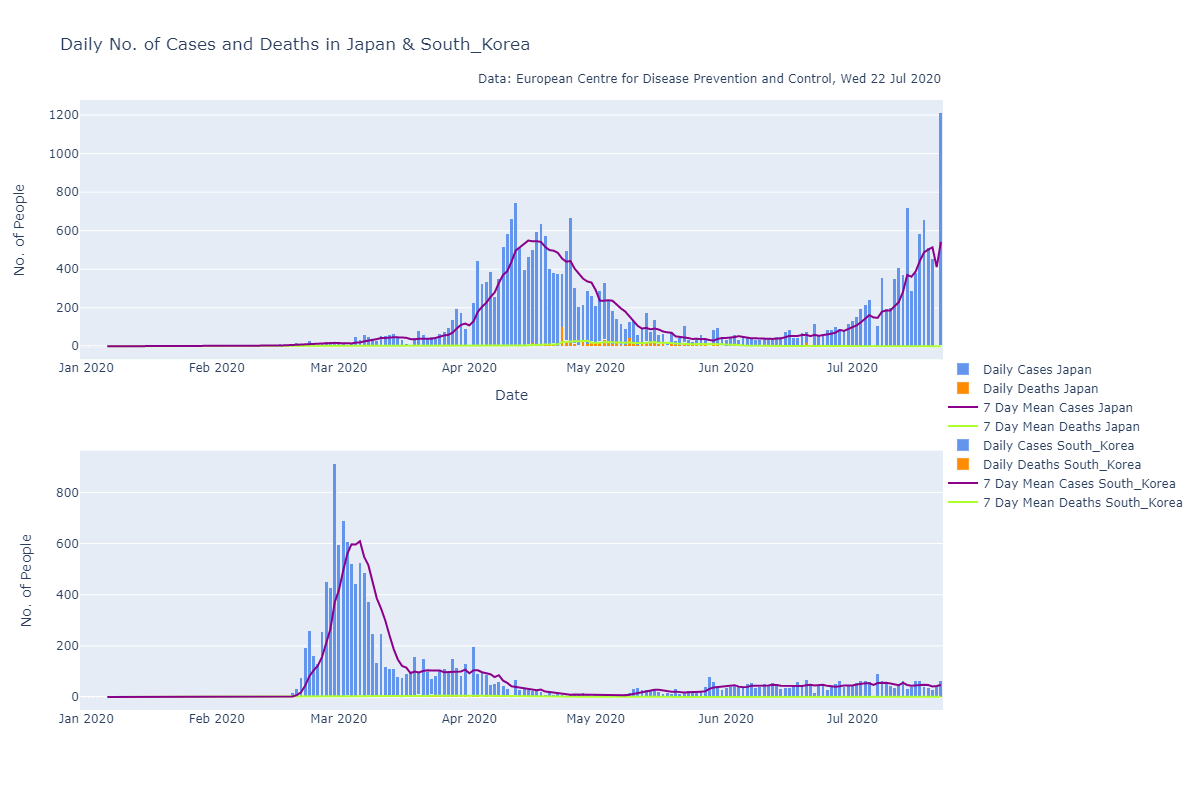 Daily No. of Cases and Deaths in Japan & South_Korea
Data: European Centre for Disease Prevention and Control, Wed 22 Jul 2020
No. of People
1200
1000
800
600
400
200
0
Jan 2020 Feb 2020 Mar 2020 Apr 2020 May 2020 Jun 2020 Jul 2020
Date
Daily Cases Japan
Daily Deaths Japan
7 Day Mean Cases Japan
7 Day Mean Deaths Japan
Daily Cases South_Korea
Daily Deaths South_Korea
7 Day Mean Cases South_Korea
7 Day Mean Deaths South_Korea
No. of People
800
600
400
200
0
Jan 2020 Feb 2020 Mar 2020 Apr 2020 May 2020 Jun 2020 Jul 2020